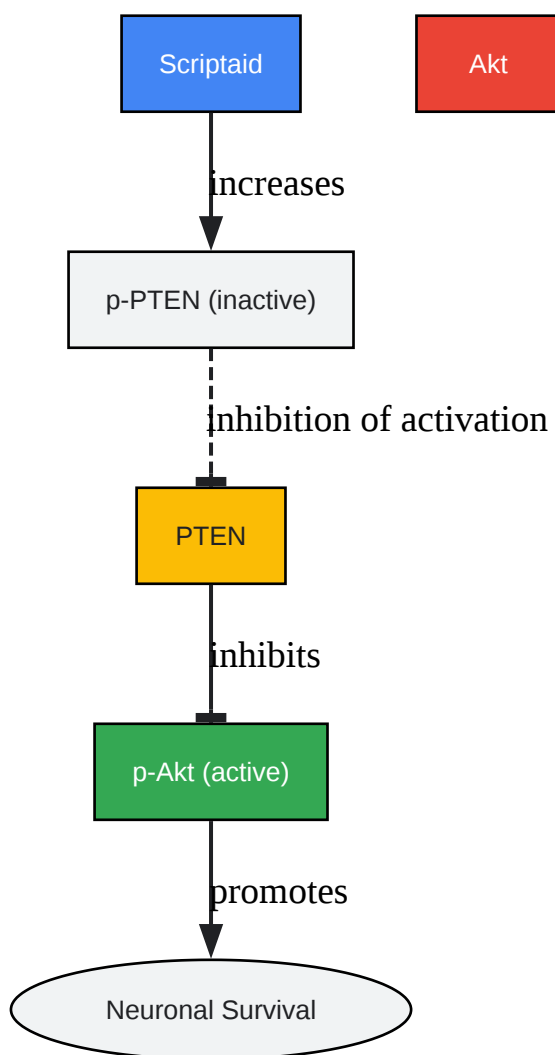 Scriptaid
Akt
increases
p-PTEN (inactive)
inhibition of activation
PTEN
inhibits
p-Akt (active)
promotes
Neuronal Survival